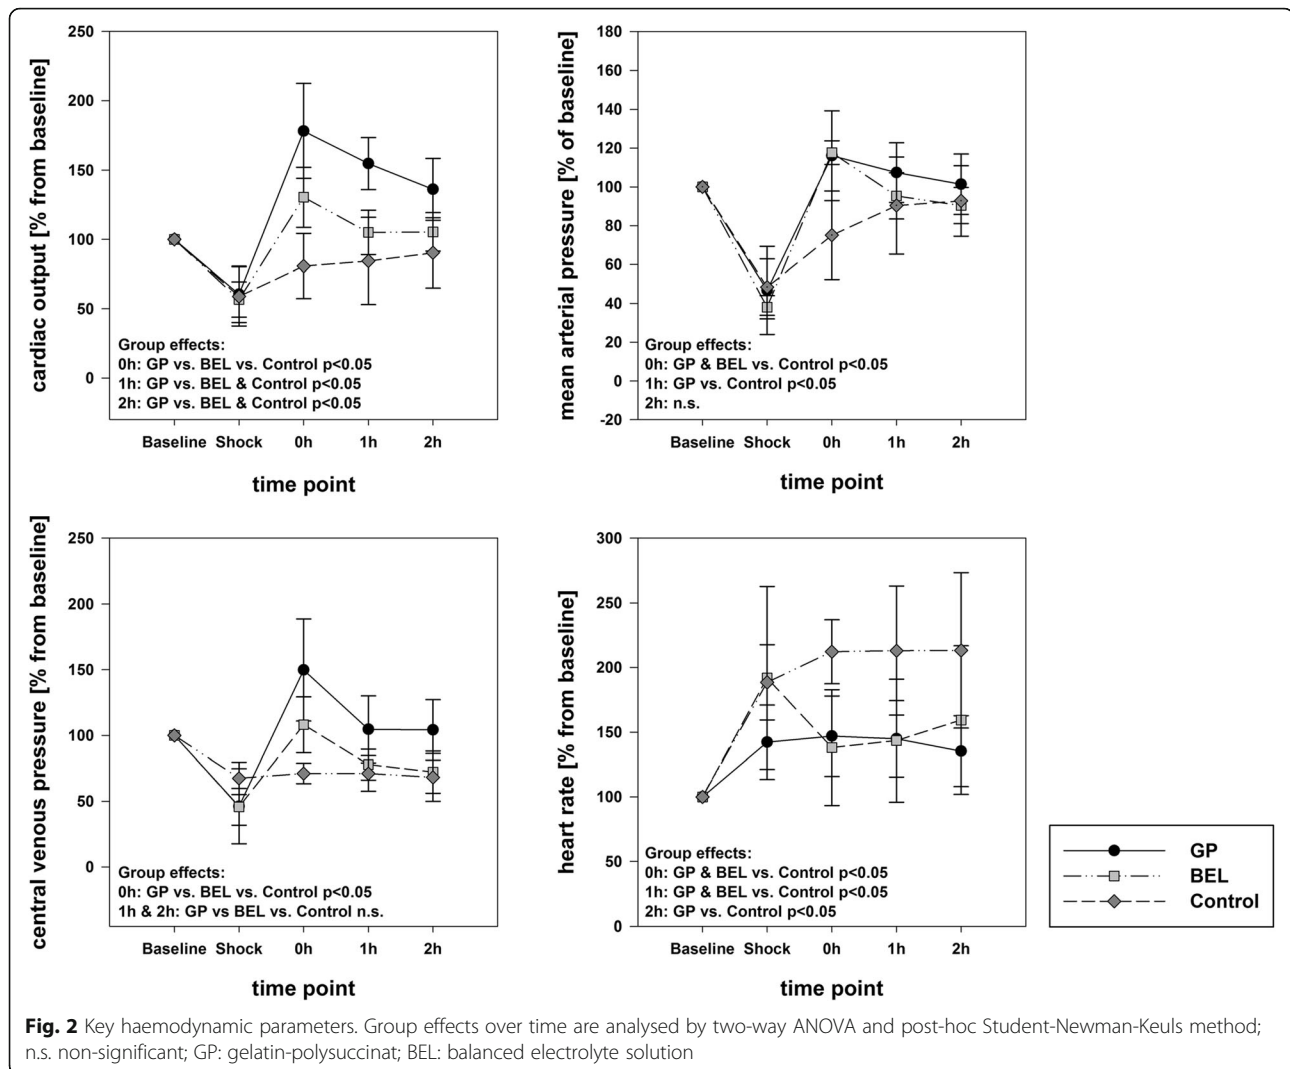 cardiac output [% from baseline]
250
200
150
100
50
0
Group effects:
0h: GP vs. BEL vs. Control p<0.05
1h: GP vs. BEL & Control p<0.05
2h: GP vs. BEL & Control p<0.05
Baseline Shock 0h 1h 2h
time point
mean arterial pressure [% of baseline]
180
160
140
120
100
80
60
40
20
0
-20
Group effects:
0h: GP & BEL vs. Control p<0.05
1h: GP vs. Control p<0.05
2h: n.s.
Baseline Shock 0h 1h 2h
time point
central venous pressure [% from baseline]
250
200
150
100
50
0
Group effects:
0h: GP vs. BEL vs. Control p<0.05
1h & 2h: GP vs BEL vs. Control n.s.
Baseline Shock 0h 1h 2h
time point
heart rate [% from baseline]
300
250
200
150
100
50
0
Group effects:
0h: GP & BEL vs. Control p<0.05
1h: GP & BEL vs. Control p<0.05
2h: GP vs. Control p<0.05
Baseline Shock 0h 1h 2h
time point
GP
BEL
Control
Fig. 2 Key haemodynamic parameters. Group effects over time are analysed by two-way ANOVA and post-hoc Student-Newman-Keuls method;
n.s. non-significant; GP: gelatin-polysuccinat; BEL: balanced electrolyte solution